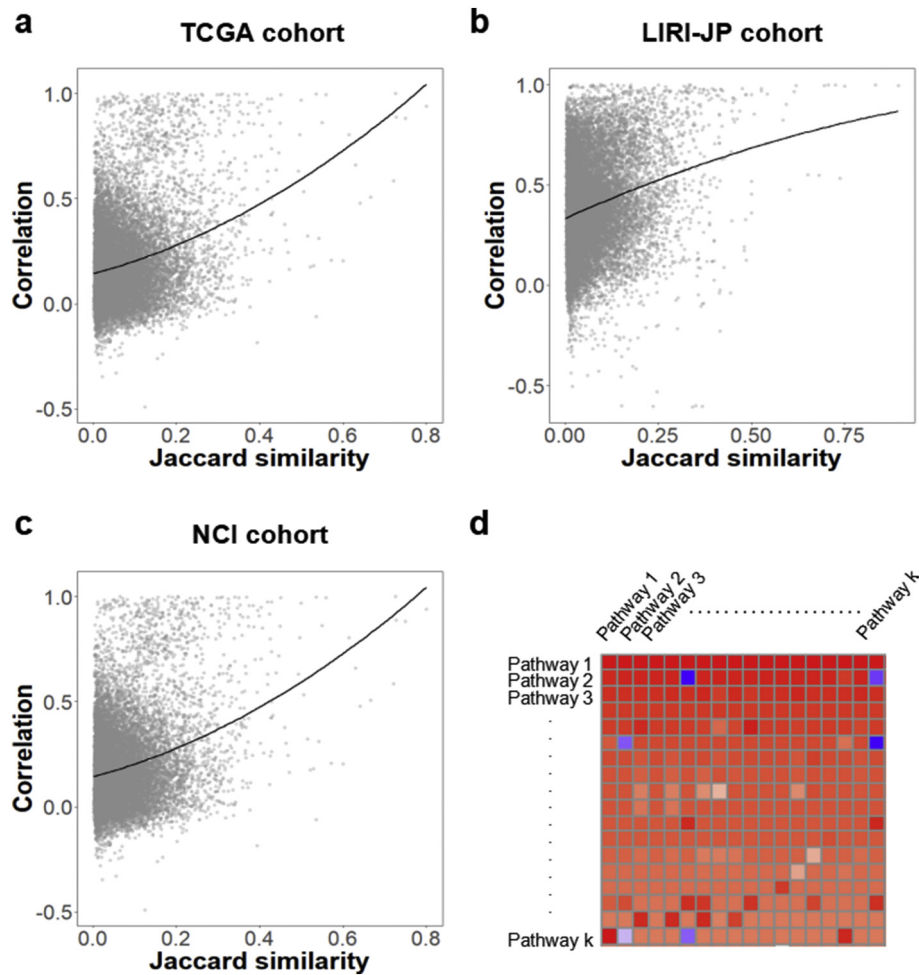 a
TCGA cohort
1.0
0.5
0.0
-0.5
Correlation
0.0 0.2 0.4 0.6 0.8
Jaccard similarity
b
LIRI-JP cohort
1.0
0.5
0.0
-0.5
Correlation
0.00 0.25 0.50 0.75
Jaccard similarity
c
NCI cohort
1.0
0.5
0.0
-0.5
Correlation
0.0 0.2 0.4 0.6 0.8
Jaccard similarity
d
Pathway 1
Pathway 2
Pathway 3
Pathway k
Pathway 1
Pathway 2
Pathway 3
Pathway k